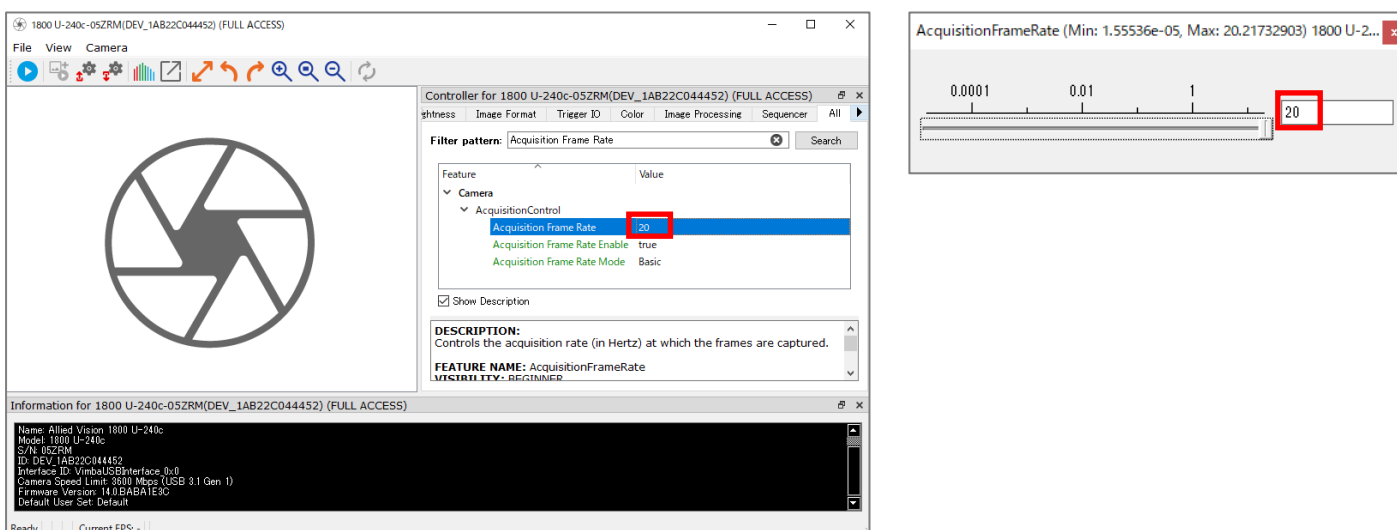 1800 U-240c-05ZRM(DEV_1AB22C044452) (FULL ACCESS)
File View Camera
Controller for 1800 U-240c-05ZRM(DEV_1AB22C044452) (FULL ACCESS)
ghtness Image Format Trigger IO Color Image Processing Sequencer All
Filter pattern: Acquisition Frame Rate Search
Feature Value
Camera
AcquisitionControl
Acquisition Frame Rate 20
Acquisition Frame Rate Enable true
Acquisition Frame Rate Mode Basic
Show Description
DESCRIPTION:
Controls the acquisition rate (in Hertz) at which the frames are captured.
FEATURE NAME: AcquisitionFrameRate
VISIBILITY: BEGINNER
Information for 1800 U-240c-05ZRM(DEV_1AB22C044452) (FULL ACCESS)
Name: Allied Vision 1800 U-240c
Model: 1800 U-240c
S/N: 05ZRM
ID: DEV_1AB22C044452
Interface ID: VimbaUSBInterface_0x0
Camera Speed Limit: 3600 Mbps (USB 3.1 Gen 1)
Firmware Version: 14.0.BABA1E3C
Default User Set: Default
Ready Current FPS: -
AcquisitionFrameRate (Min: 1.55536e-05, Max: 20.21732903) 1800 U-2...
0.0001 0.01 1
20